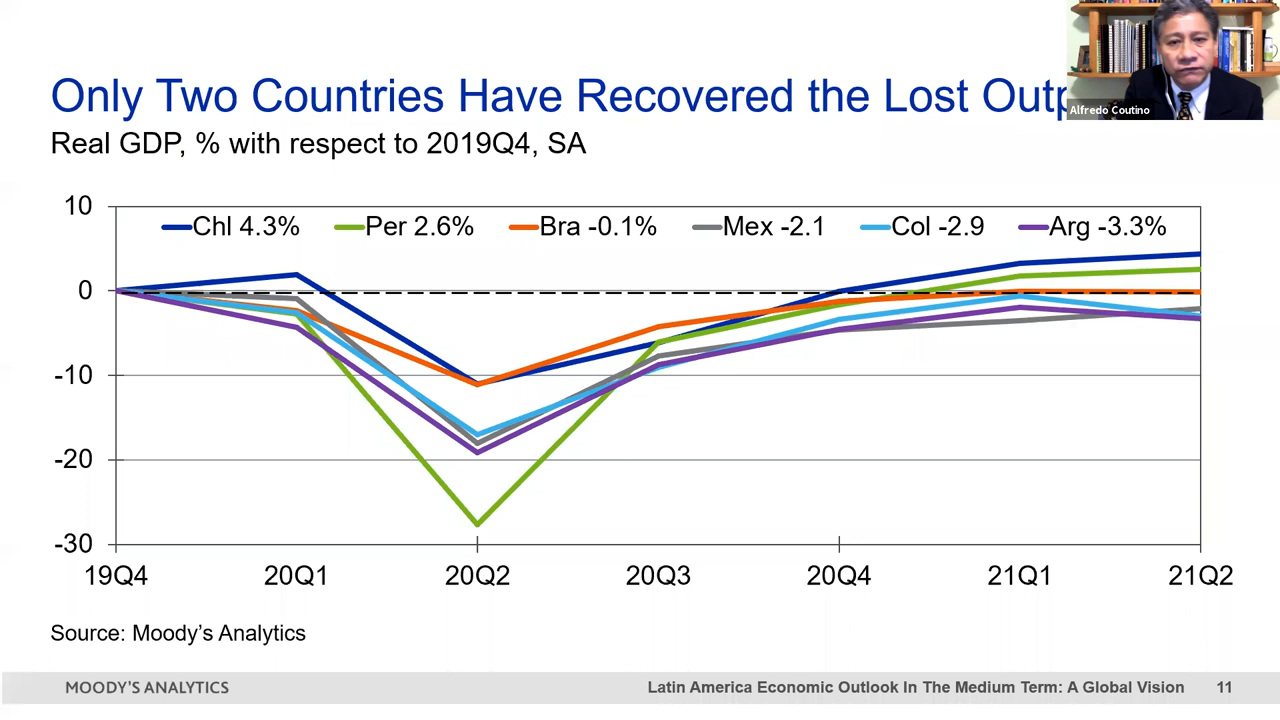 Only Two Countries Have Recovered the Lost
Real GDP, % with respect to 2019Q4, SA
Alfredo Coutino
10
Chl 4.3% Per 2.6% Bra -0.1% Mex -2.1 Col -2.9 Arg -3.3%
0
-10
-20
-30
19Q4 20Q1 20Q2 20Q3 20Q4 21Q1 21Q2
Source: Moody's Analytics
MOODY'S ANALYTICS
Latin America Economic Outlook In The Medium Term: A Global Vision 11